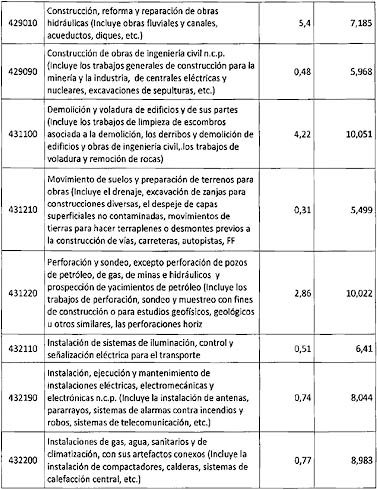 Construcción, reforma y reparación de obras
429010 hidráulicas (Incluye obras fluviales y canales, 5,4 7,185
acueductos, diques, etc.)
Construcción de obras de ingeniería civil n.c.p.
429090 (Incluye los trabajos generales de construcción para la 0,48 5,968
minería y la industria, de centrales eléctricas y
nucleares, excavaciones de sepulturas, etc.)
Demolición y voladura de edificios y de sus partes
(Incluye los trabajos de limpieza de escombros
431100 asociada a la demolición, los derribos y demolición de 4,22 10,051
edificios y obras de ingeniería civil, los trabajos de
voladura y remoción de rocas)
Movimiento de suelos y preparación de terrenos para
obras (Incluye el drenaje, excavación de zanjas para
431210 construcciones diversas, el despeje de capas 0,31 5,499
superficiales no contaminadas, movimientos de
tierras para hacer terraplenes o desmontes previos a
la construcción de vías, carreteras, autopistas, FF
Perforación y sondeo, excepto perforación de pozos
de petróleo, de gas, de minas e hidráulicos y
431220 prospección de yacimientos de petróleo (Incluye los 2,86 10,022
trabajos de perforación, sondeo y muestreo con fines
de construcción o para estudios geofísicos, geológicos
u otros similares, las perforaciones horiz
432110 Instalación de sistemas de iluminación, control y 0,51 6,41
señalización eléctrica para el transporte
Instalación, ejecución y mantenimiento de
instalaciones eléctricas, electromecánicas y
432190 electrónicas n.c.p. (Incluye la instalación de antenas, 0,74 8,044
pararrayos, sistemas de alarmas contra incendios y
robos, sistemas de telecomunicación, etc.)
Instalaciones de gas, agua, sanitarios y de
432200 climatización, con sus artefactos conexos (Incluye la 0,77 8,983
instalación de compactadores, calderas, sistemas de
calefacción central, etc.)